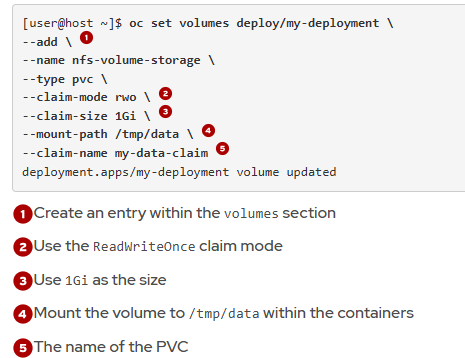 [user@host ~]$ oc set volumes deploy/my-deployment \
--add \ 1
--name nfs-volume-storage \
--type pvc \
--claim-mode rwo \ 2
--claim-size 1Gi \ 3
--mount-path /tmp/data \ 4
--claim-name my-data-claim 5
deployment.apps/my-deployment volume updated
1 Create an entry within the volumes section
2 Use the ReadWriteOnce claim mode
3 Use 1Gi as the size
4 Mount the volume to /tmp/data within the containers
5 The name of the PVC